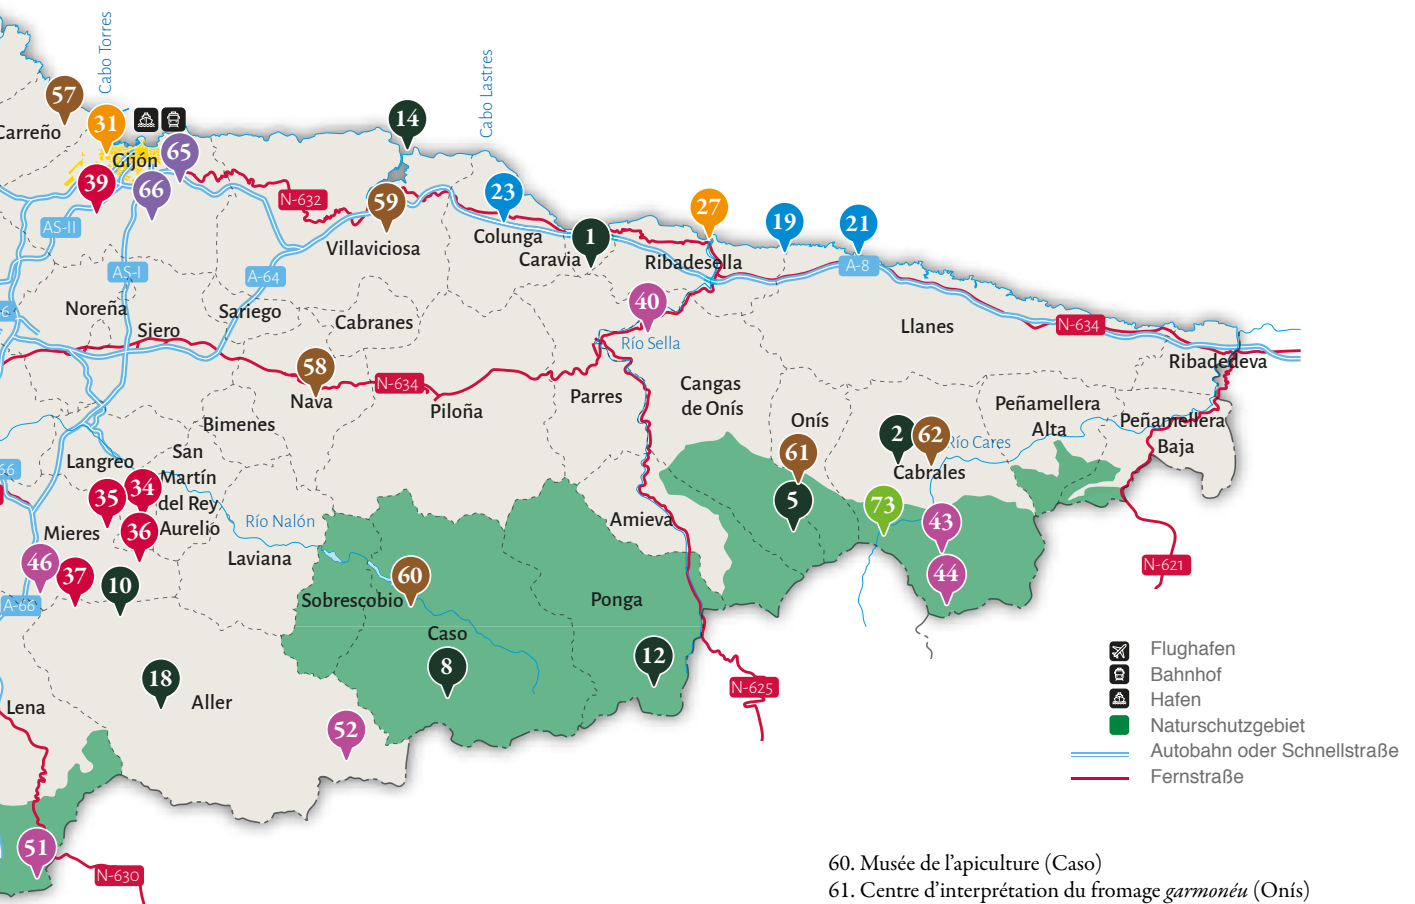 Cabo Torres
Cabo Lastres
57
31
14
Carreño
Gijón
65
39
66
N-632
59
23
27
19
21
AS-II
Villaviciosa
Colunga
1
Caravia
Ribadesella
A-8
AS-I
A-64
40
Noreña
Sariego
Cabranes
Siero
Llanes
N-634
Río Sella
Ribadedeva
58
N-634
Nava
Piloña
Parres
Cangas
de Onís
Onís
Peñamellera
Alta
Peñamellera
Baja
Bimenes
2
62
Río Cares
Cabrales
61
66
Langreo
San
Martín
del Rey
Aurelio
35
34
36
5
73
43
Mieres
Río Nalón
Amieva
Laviana
46
37
10
44
N-621
A-66
60
Sobrescobio
Ponga
Caso
8
12
18
Aller
N-625
Lena
52
51
N-630
Flughafen
Bahnhof
Hafen
Naturschutzgebiet
Autobahn oder Schnellstraße
Fernstraße
60. Musée de l'apiculture (Caso)
61. Centre d'interprétation du fromage garmonéu (Onís)